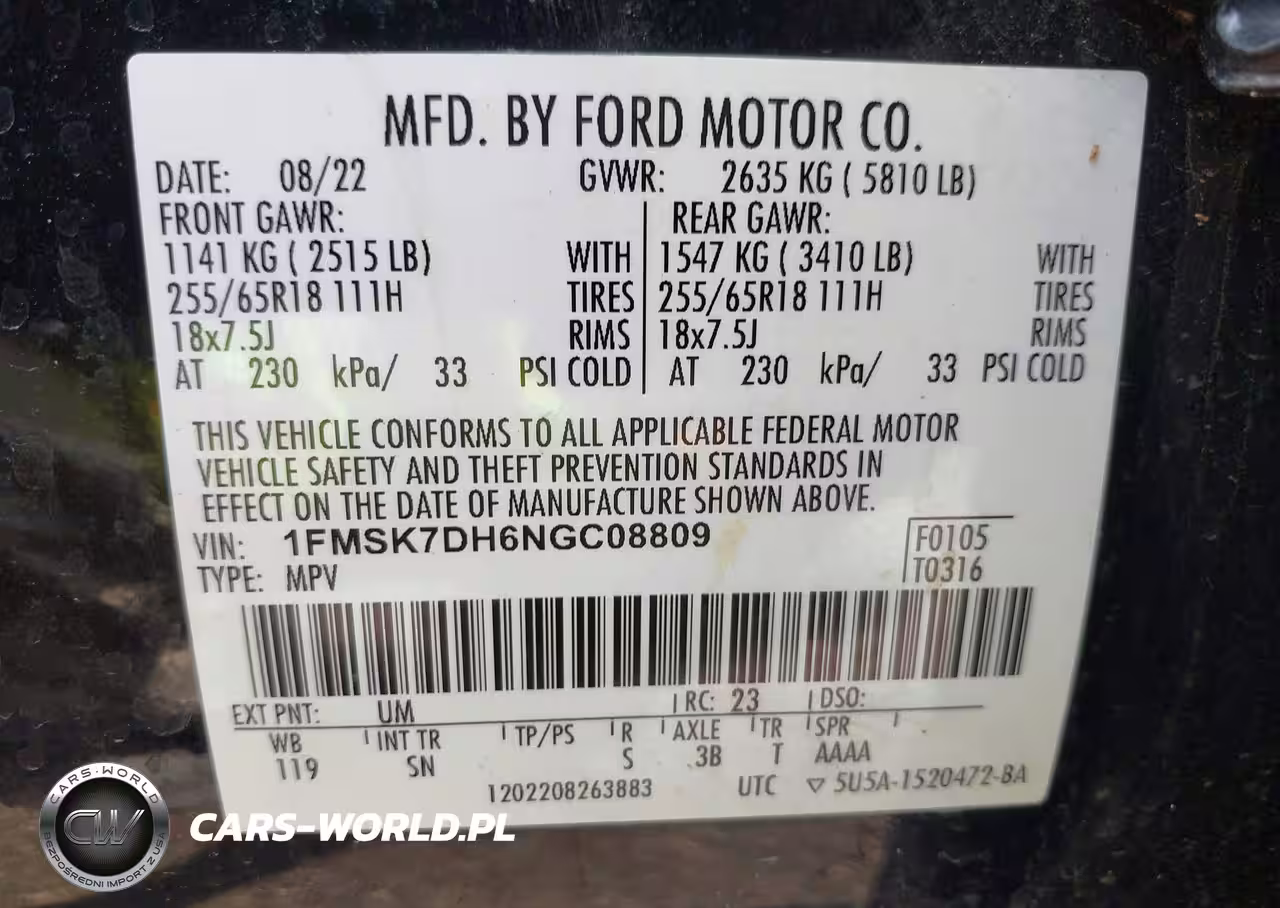 MFD. BY FORD MOTOR CO.
DATE: 08/22 GVWR: 2635 KG ( 5810 LB)
FRONT GAWR: REAR GAWR:
1141 KG ( 2515 LB) WITH 1547 KG ( 3410 LB) WITH
255/65R18 111H TIRES 255/65R18 111H TIRES
18x7.5J RIMS 18x7.5J RIMS
AT 230 kPa/ 33 PSI COLD AT 230 kPa/ 33 PSI COLD
THIS VEHICLE CONFORMS TO ALL APPLICABLE FEDERAL MOTOR
VEHICLE SAFETY AND THEFT PREVENTION STANDARDS IN
EFFECT ON THE DATE OF MANUFACTURE SHOWN ABOVE.
VIN: 1FMSK7DH6NGC08809 F0105
TYPE: MPV T0316
EXT PNT: UM RC: 23 DSO:
WB INT TR TP/PS R AXLE TR SPR
119 SN S 3B T AAAA
1202208263883 UTC ▽ 5U5A-1520472-BA
CARS-WORLD
CW
BEZPOŚREDNI IMPORT Z USA
CARS-WORLD.PL